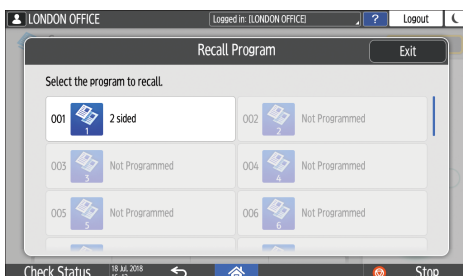 LONDON OFFICE
Logged in: [LONDON OFFICE]
?
Logout
Recall Program
Exit
Select the program to recall.
001 1 2 sided
002 2 Not Programmed
003 3 Not Programmed
004 4 Not Programmed
005 5 Not Programmed
006 6 Not Programmed
Check Status
18 Jul. 2018
Stop